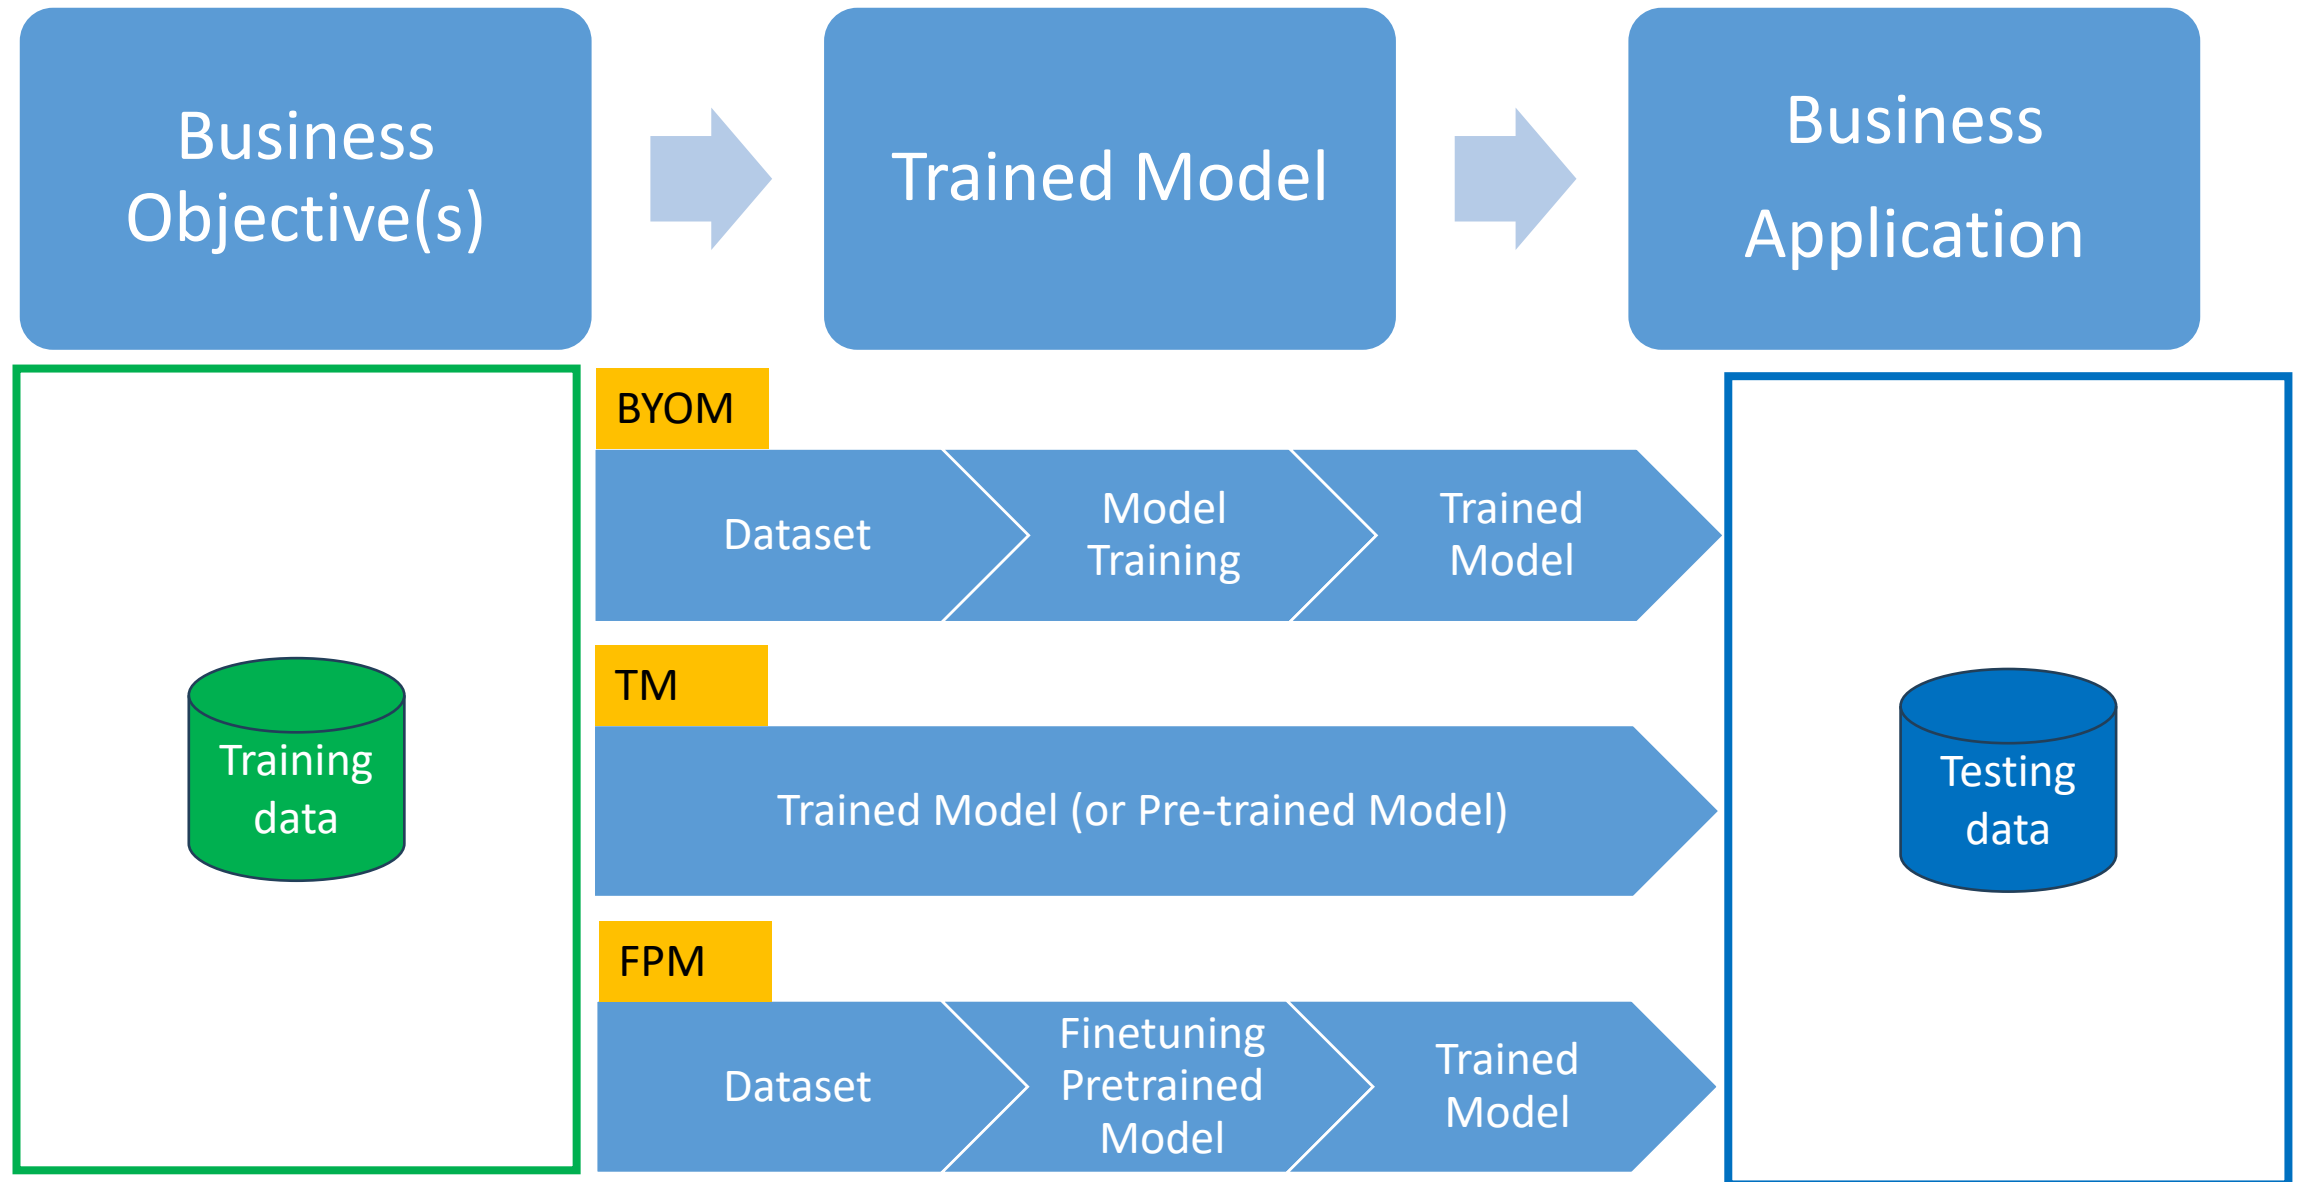 Business
Objective(s)
Trained Model
Business
Application
BYOM
Dataset
Model
Training
Trained
Model
TM
Trained Model (or Pre-trained Model)
Training
data
Testing
data
FPM
Dataset
Finetuning
Pretrained
Model
Trained
Model